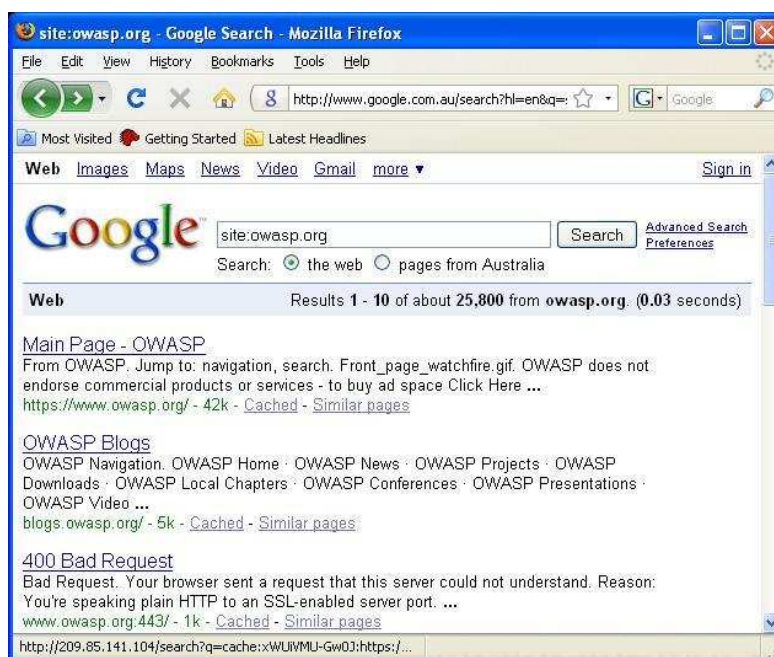 site:owasp.org - Google Search - Mozilla Firefox
File Edit View History Bookmarks Tools Help
http://www.google.com.au/search?hl=en&q=: G Google
Most Visited Getting Started Latest Headlines
Web Images Maps News Video Gmail more ▼ Sign in
Google™ site:owasp.org Search Advanced Search
Preferences
Search: the web pages from Australia
Web Results 1 - 10 of about 25,800 from owasp.org. (0.03 seconds)
Main Page - OWASP
From OWASP. Jump to: navigation, search. Front_page_watchfire.gif. OWASP does not
endorse commercial products or services - to buy ad space Click Here ...
https://www.owasp.org/ - 42k - Cached - Similar pages
OWASP Blogs
OWASP Navigation. OWASP Home · OWASP News · OWASP Projects · OWASP
Downloads · OWASP Local Chapters · OWASP Conferences · OWASP Presentations ·
OWASP Video ...
blogs.owasp.org/ - 5k - Cached - Similar pages
400 Bad Request
Bad Request. Your browser sent a request that this server could not understand. Reason:
You're speaking plain HTTP to an SSL-enabled server port. ...
www.owasp.org:443/ - 1k - Cached - Similar pages
http://209.85.141.104/search?q=cache:xWUiVMU-Gw0J:https:/...